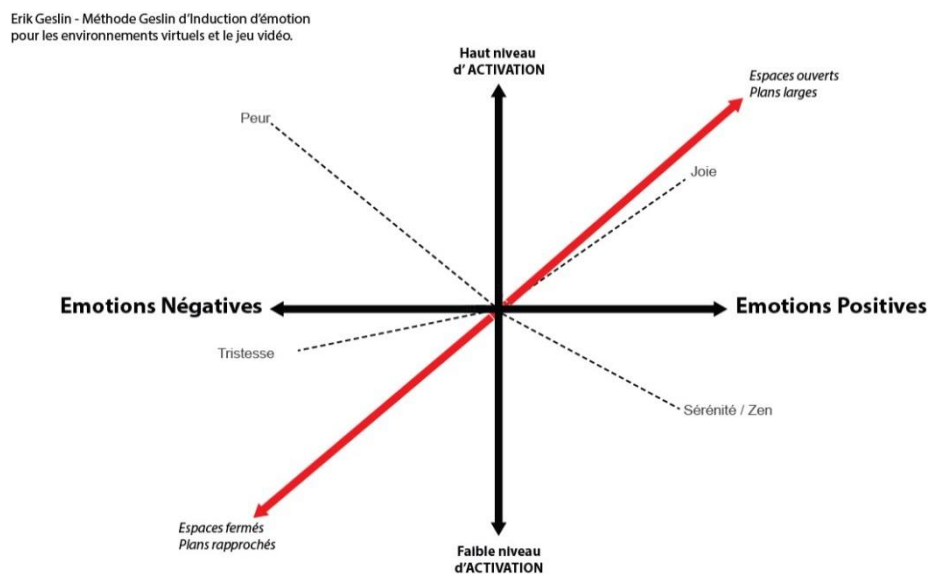 Erik Geslin - Méthode Geslin d'Induction d'émotion
pour les environnements virtuels et le jeu vidéo.
Haut niveau
d' ACTIVATION
Espaces ouverts
Plans larges
Peur
Joie
Emotions Négatives
Emotions Positives
Tristesse
Sérénité / Zen
Espaces fermés
Plans rapprochés
Faible niveau
d'ACTIVATION